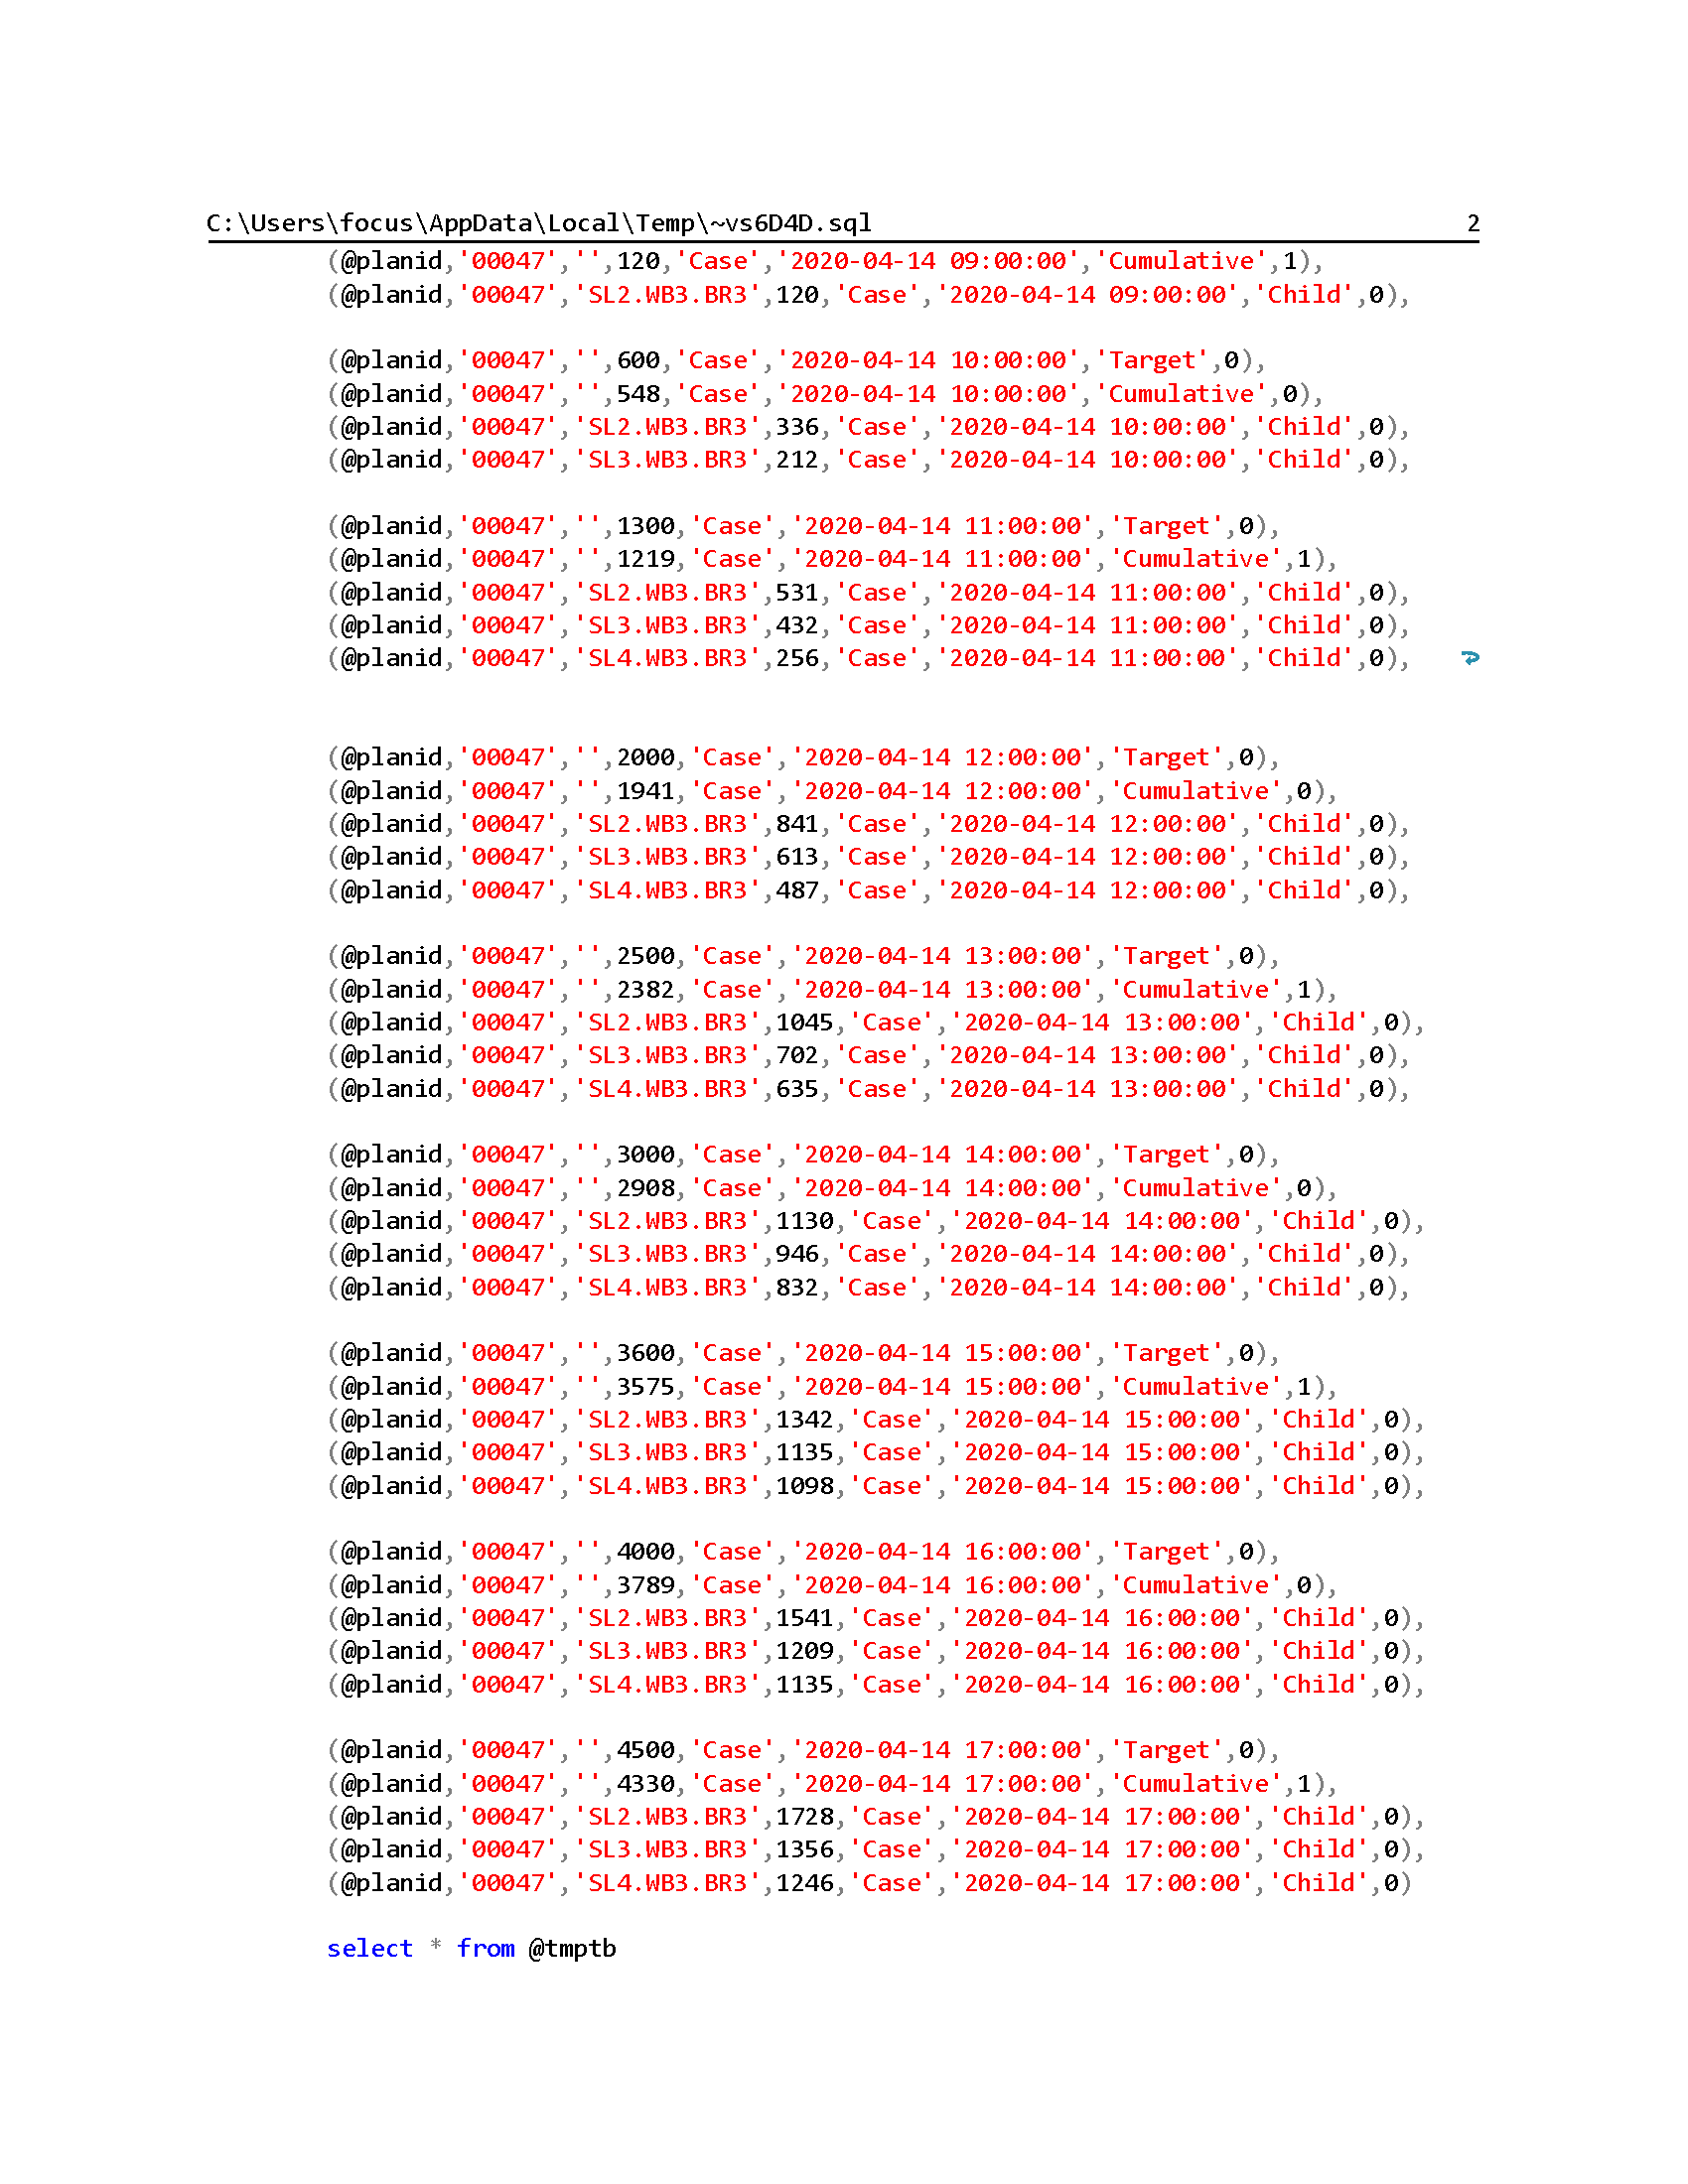 C:\Users\focus\AppData\Local\Temp\~vs6D4D.sql 2
(@planid,'00047','',120,'Case','2020-04-14 09:00:00','Cumulative',1),
(@planid,'00047','SL2.WB3.BR3',120,'Case','2020-04-14 09:00:00','Child',0),
(@planid,'00047','',600,'Case','2020-04-14 10:00:00','Target',0),
(@planid,'00047','',548,'Case','2020-04-14 10:00:00','Cumulative',0),
(@planid,'00047','SL2.WB3.BR3',336,'Case','2020-04-14 10:00:00','Child',0),
(@planid,'00047','SL3.WB3.BR3',212,'Case','2020-04-14 10:00:00','Child',0),
(@planid,'00047','',1300,'Case','2020-04-14 11:00:00','Target',0),
(@planid,'00047','',1219,'Case','2020-04-14 11:00:00','Cumulative',1),
(@planid,'00047','SL2.WB3.BR3',531,'Case','2020-04-14 11:00:00','Child',0),
(@planid,'00047','SL3.WB3.BR3',432,'Case','2020-04-14 11:00:00','Child',0),
(@planid,'00047','SL4.WB3.BR3',256,'Case','2020-04-14 11:00:00','Child',0),
(@planid,'00047','',2000,'Case','2020-04-14 12:00:00','Target',0),
(@planid,'00047','',1941,'Case','2020-04-14 12:00:00','Cumulative',0),
(@planid,'00047','SL2.WB3.BR3',841,'Case','2020-04-14 12:00:00','Child',0),
(@planid,'00047','SL3.WB3.BR3',613,'Case','2020-04-14 12:00:00','Child',0),
(@planid,'00047','SL4.WB3.BR3',487,'Case','2020-04-14 12:00:00','Child',0),
(@planid,'00047','',2500,'Case','2020-04-14 13:00:00','Target',0),
(@planid,'00047','',2382,'Case','2020-04-14 13:00:00','Cumulative',1),
(@planid,'00047','SL2.WB3.BR3',1045,'Case','2020-04-14 13:00:00','Child',0),
(@planid,'00047','SL3.WB3.BR3',702,'Case','2020-04-14 13:00:00','Child',0),
(@planid,'00047','SL4.WB3.BR3',635,'Case','2020-04-14 13:00:00','Child',0),
(@planid,'00047','',3000,'Case','2020-04-14 14:00:00','Target',0),
(@planid,'00047','',2908,'Case','2020-04-14 14:00:00','Cumulative',0),
(@planid,'00047','SL2.WB3.BR3',1130,'Case','2020-04-14 14:00:00','Child',0),
(@planid,'00047','SL3.WB3.BR3',946,'Case','2020-04-14 14:00:00','Child',0),
(@planid,'00047','SL4.WB3.BR3',832,'Case','2020-04-14 14:00:00','Child',0),
(@planid,'00047','',3600,'Case','2020-04-14 15:00:00','Target',0),
(@planid,'00047','',3575,'Case','2020-04-14 15:00:00','Cumulative',1),
(@planid,'00047','SL2.WB3.BR3',1342,'Case','2020-04-14 15:00:00','Child',0),
(@planid,'00047','SL3.WB3.BR3',1135,'Case','2020-04-14 15:00:00','Child',0),
(@planid,'00047','SL4.WB3.BR3',1098,'Case','2020-04-14 15:00:00','Child',0),
(@planid,'00047','',4000,'Case','2020-04-14 16:00:00','Target',0),
(@planid,'00047','',3789,'Case','2020-04-14 16:00:00','Cumulative',0),
(@planid,'00047','SL2.WB3.BR3',1541,'Case','2020-04-14 16:00:00','Child',0),
(@planid,'00047','SL3.WB3.BR3',1209,'Case','2020-04-14 16:00:00','Child',0),
(@planid,'00047','SL4.WB3.BR3',1135,'Case','2020-04-14 16:00:00','Child',0),
(@planid,'00047','',4500,'Case','2020-04-14 17:00:00','Target',0),
(@planid,'00047','',4330,'Case','2020-04-14 17:00:00','Cumulative',1),
(@planid,'00047','SL2.WB3.BR3',1728,'Case','2020-04-14 17:00:00','Child',0),
(@planid,'00047','SL3.WB3.BR3',1356,'Case','2020-04-14 17:00:00','Child',0),
(@planid,'00047','SL4.WB3.BR3',1246,'Case','2020-04-14 17:00:00','Child',0)
select * from @tmptb